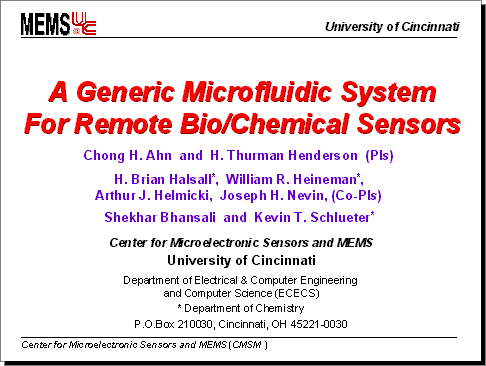 MEMS@UC
University of Cincinnati
A Generic Microfluidic System
For Remote Bio/Chemical Sensors
Chong H. Ahn and H. Thurman Henderson (PIs)
H. Brian Halsall*, William R. Heineman*,
Arthur J. Helmicki, Joseph H. Nevin, (Co-PIs)
Shekhar Bhansali and Kevin T. Schlueter*
Center for Microelectronic Sensors and MEMS
University of Cincinnati
Department of Electrical & Computer Engineering
and Computer Science (ECECS)
* Department of Chemistry
P.O.Box 210030, Cincinnati, OH 45221-0030
Center for Microelectronic Sensors and MEMS (CMSM )